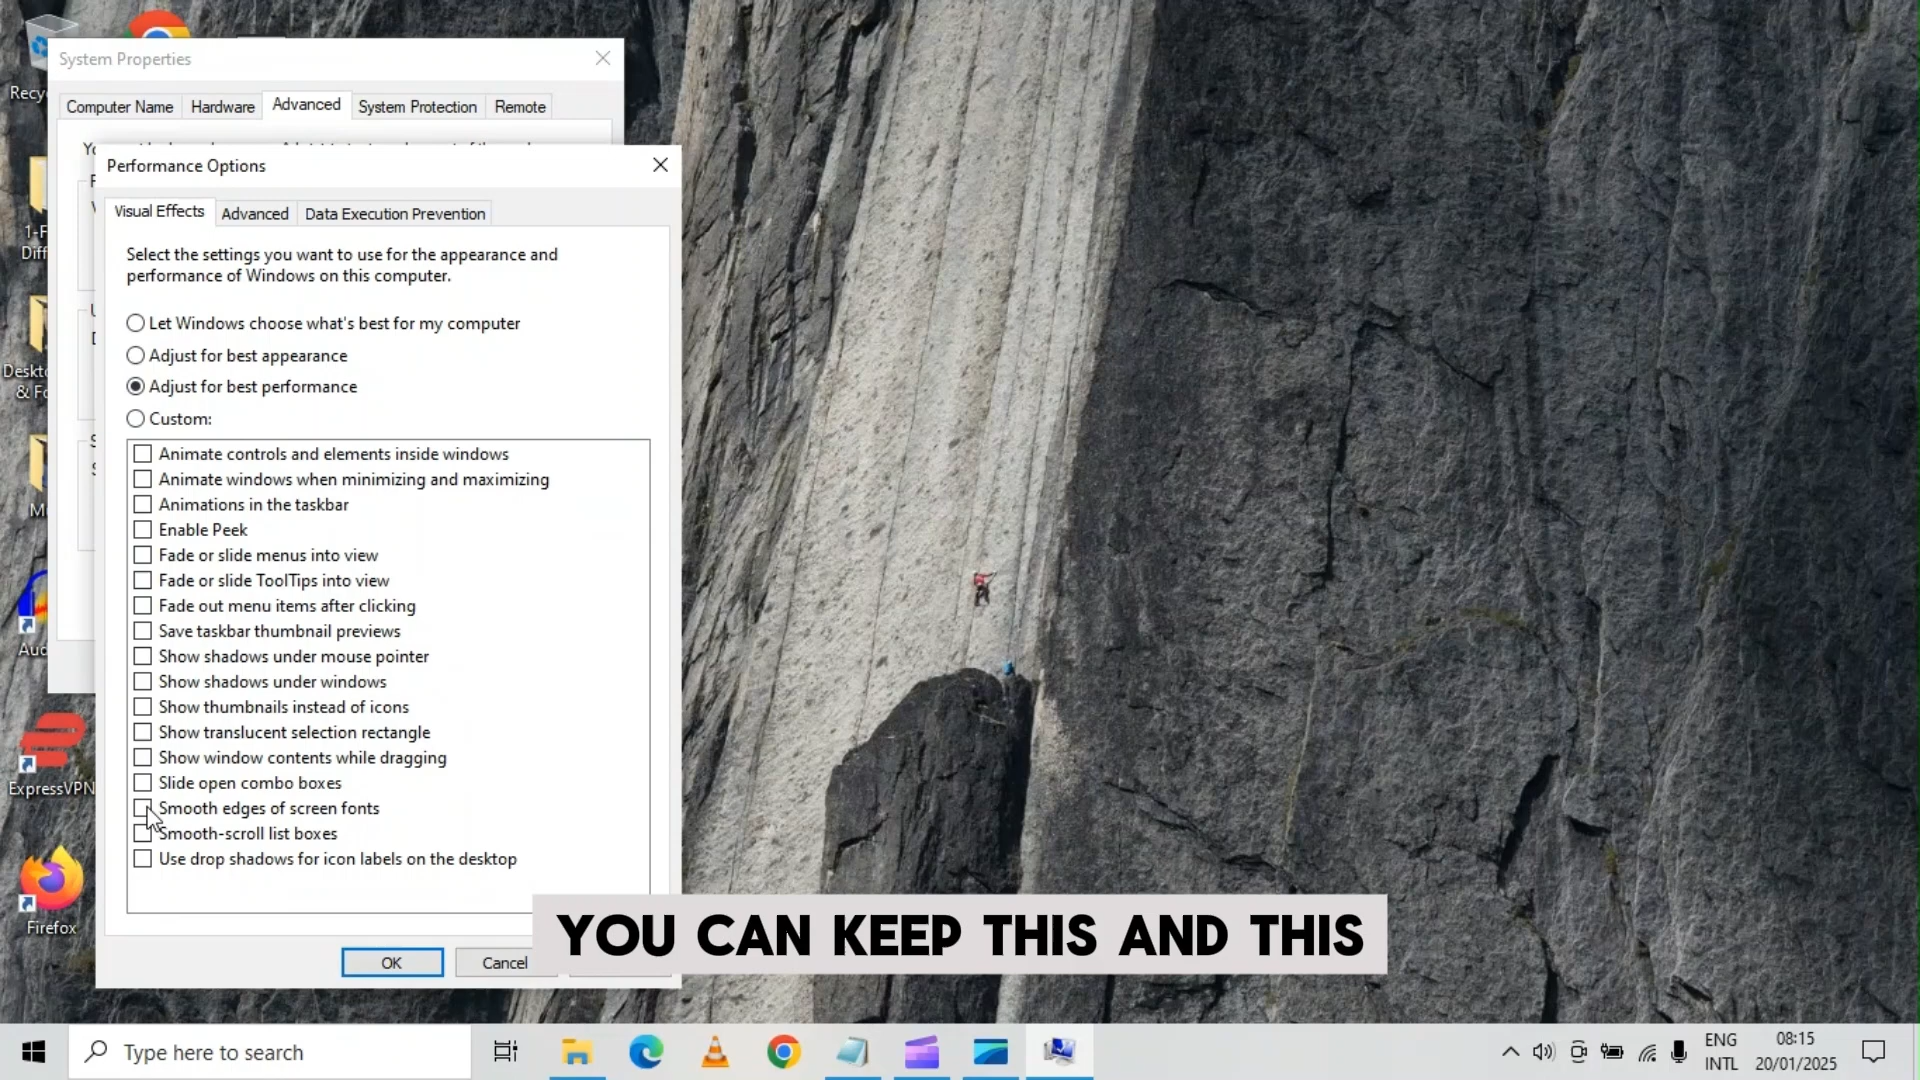 System Properties
Recy
Computer Name Hardware Advanced System Protection Remote
Performance Options
Visual Effects Advanced Data Execution Prevention
Select the settings you want to use for the appearance and
performance of Windows on this computer.
Let Windows choose what's best for my computer
Adjust for best appearance
Adjust for best performance
Custom:
Animate controls and elements inside windows
Animate windows when minimizing and maximizing
Animations in the taskbar
Enable Peek
Fade or slide menus into view
Fade or slide ToolTips into view
Fade out menu items after clicking
Save taskbar thumbnail previews
Show shadows under mouse pointer
Show shadows under windows
Show thumbnails instead of icons
Show translucent selection rectangle
Show window contents while dragging
Slide open combo boxes
Smooth edges of screen fonts
Smooth-scroll list boxes
Use drop shadows for icon labels on the desktop
OK Cancel
1-F
Diff
Deskto
& Fo
Aud
ExpressVPN
Firefox
YOU CAN KEEP THIS AND THIS
Type here to search
ENG
INTL
08:15
20/01/2025